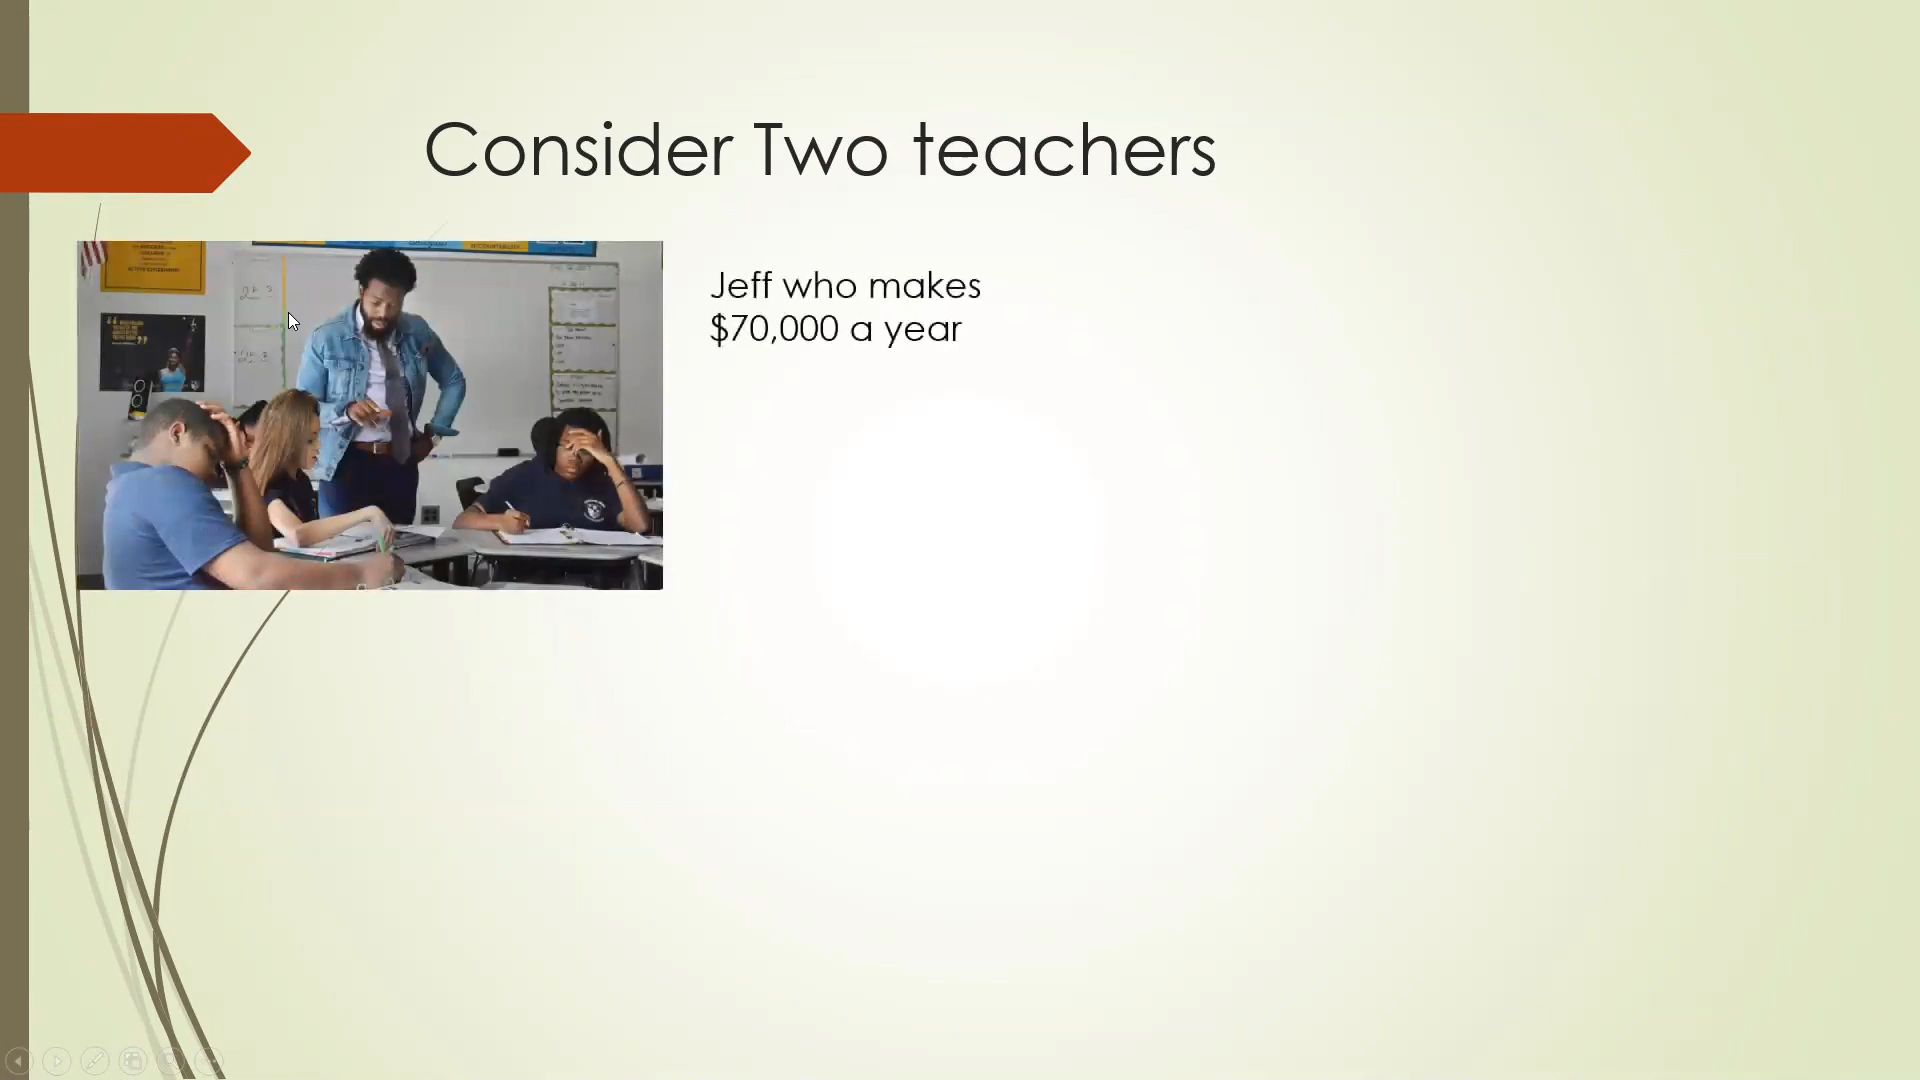 Consider Two teachers
Jeff who makes
$70,000 a year